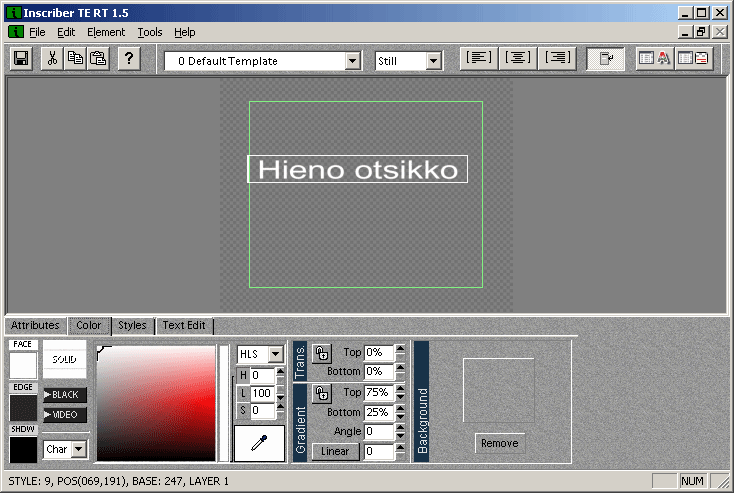 Inscriber TE RT 1.5
File Edit Element Tools Help
? 0 Default Template Still
Hieno otsikko
Attributes Color Styles Text Edit
FACE
SOLID
EDGE
BLACK
VIDEO
SHDW
Char
HLS
H 0
L 100
S 0
Trans.
Top 0%
Bottom 0%
Gradient
Top 75%
Bottom 25%
Angle 0
Linear 0
Background
Remove
STYLE: 9, POS(069,191), BASE: 247, LAYER 1 NUM